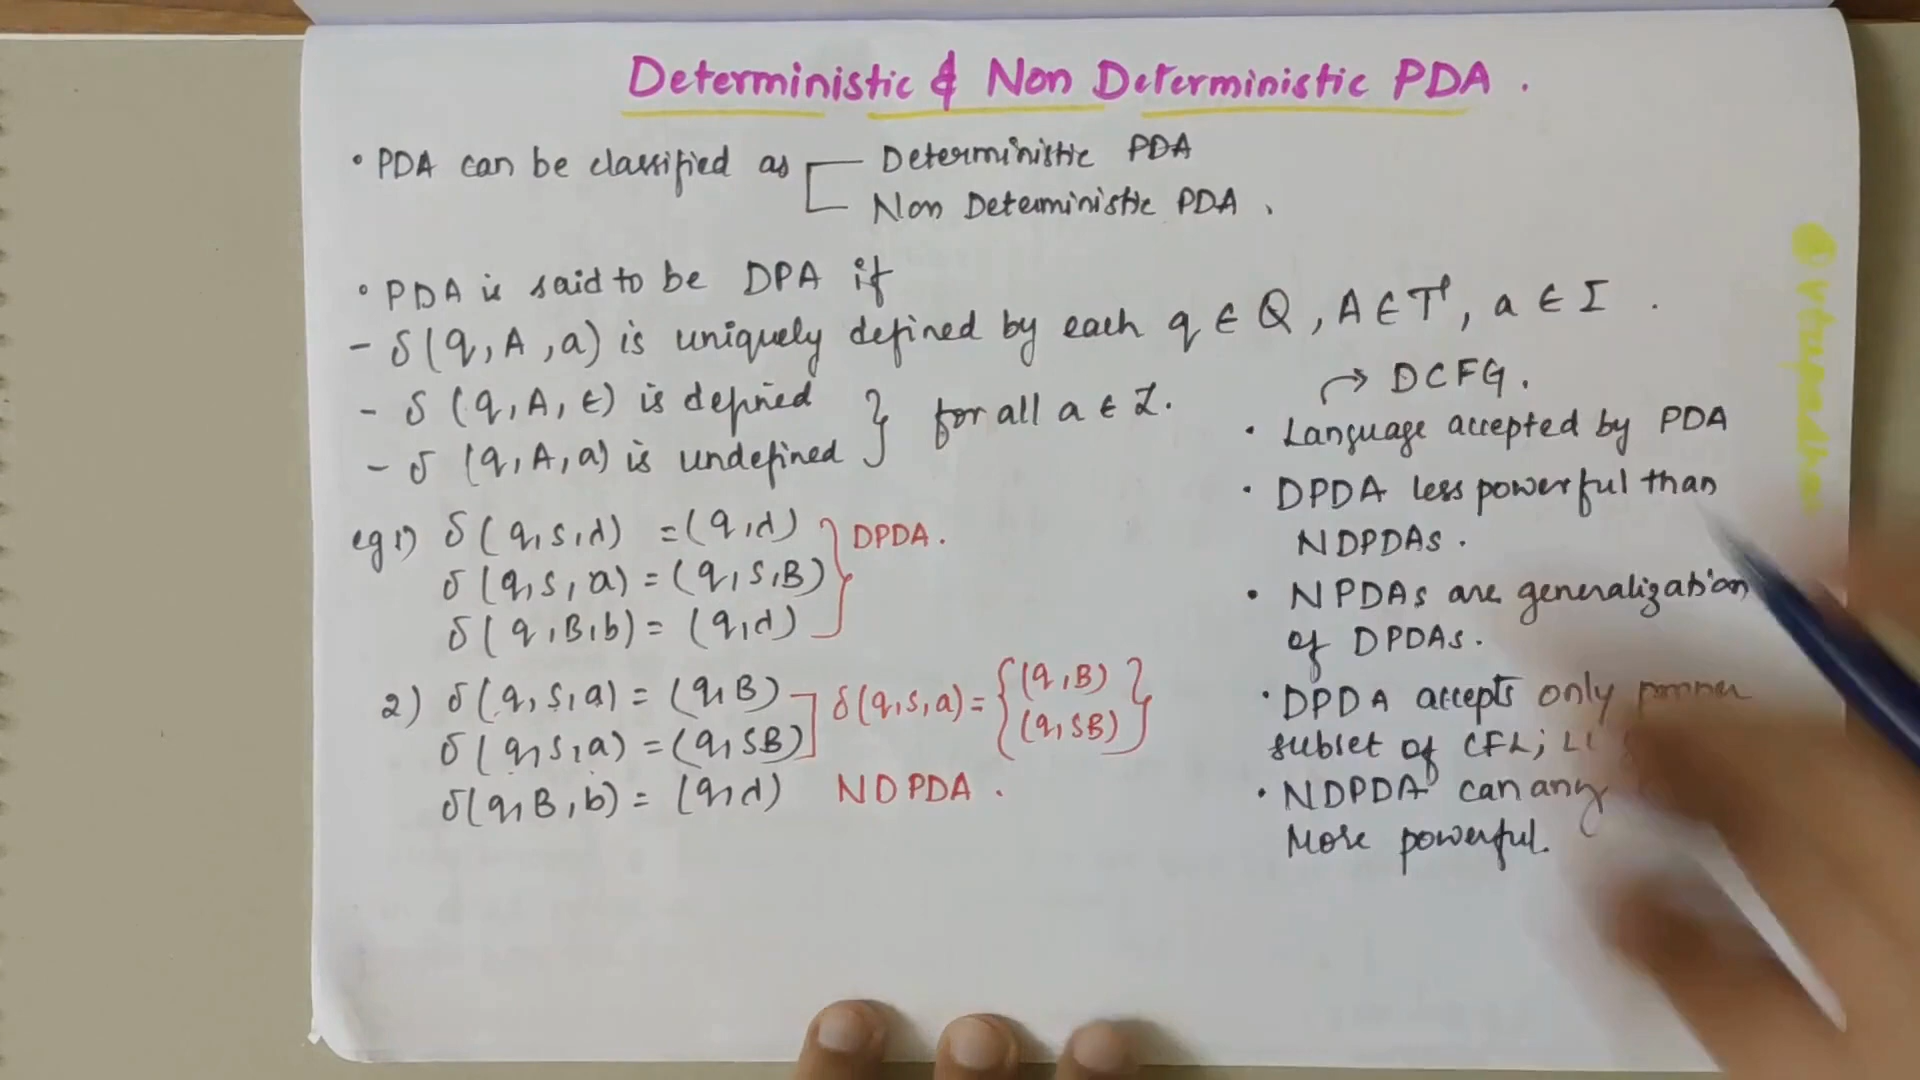 Deterministic & Non Deterministic PDA .
• PDA can be classified as
Deterministic PDA
Non Deterministic PDA .
• PDA is said to be DPA if
- δ(q, A, a) is uniquely defined by each q ∈ Q, A ∈ Γ, a ∈ Σ .
- δ (q, A, ε) is defined
- δ (q, A, a) is undefined
} for all a ∈ Σ.
eg 1) δ(q,s,λ) = (q,λ)
δ(q,s,a) = (q,s,B)
δ(q,B,b) = (q,λ)
} DPDA.
2) δ(q,s,a) = (q,B)
δ(q,s,a) = (q,SB)
δ(q,B,b) = (q,λ)
δ(q,s,a) = { (q,B)
(q,SB) }
NDPDA .
→ DCFG.
• Language accepted by PDA
• DPDA less powerful than
NDPDAs .
• NPDAs are generalization
of DPDAs.
• DPDA accepts only
subset of CFL;
• NDPDA can any
More powerful.